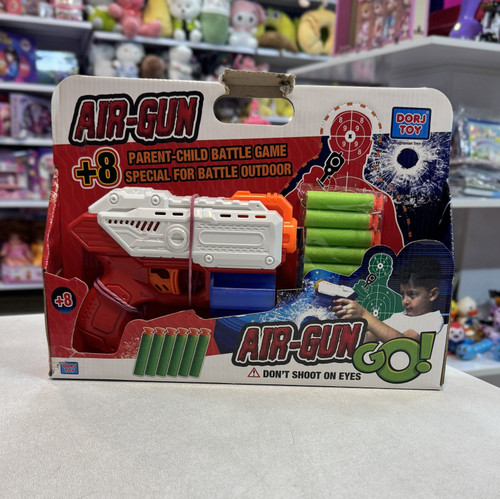 AIR-GUN
+8 PARENT-CHILD BATTLE GAME
SPECIAL FOR BATTLE OUTDOOR
DORJ
TOY
+8
AIR-GUN
GO!
⚠ DON'T SHOOT ON EYES